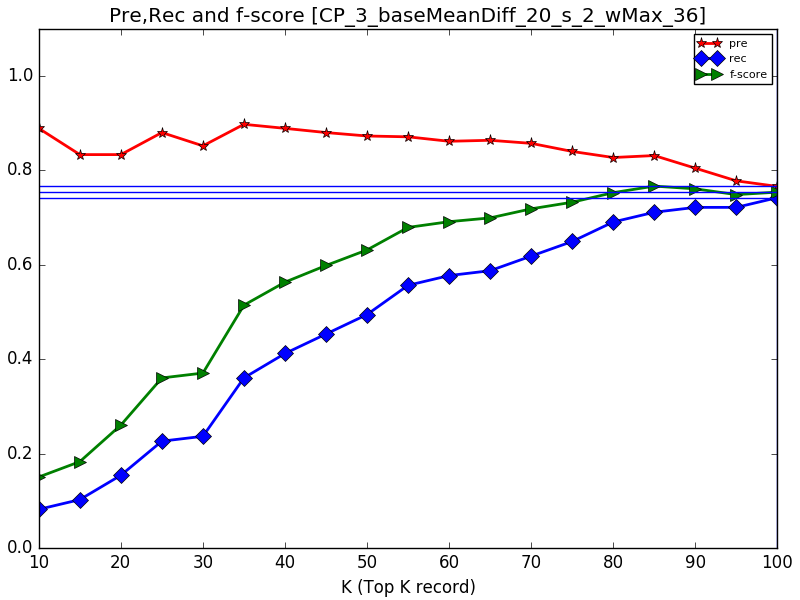 Pre,Rec and f-score [CP_3_baseMeanDiff_20_s_2_wMax_36]
pre
rec
f-score
1.0
0.8
0.6
0.4
0.2
0.0
10 20 30 40 50 60 70 80 90 100
K (Top K record)